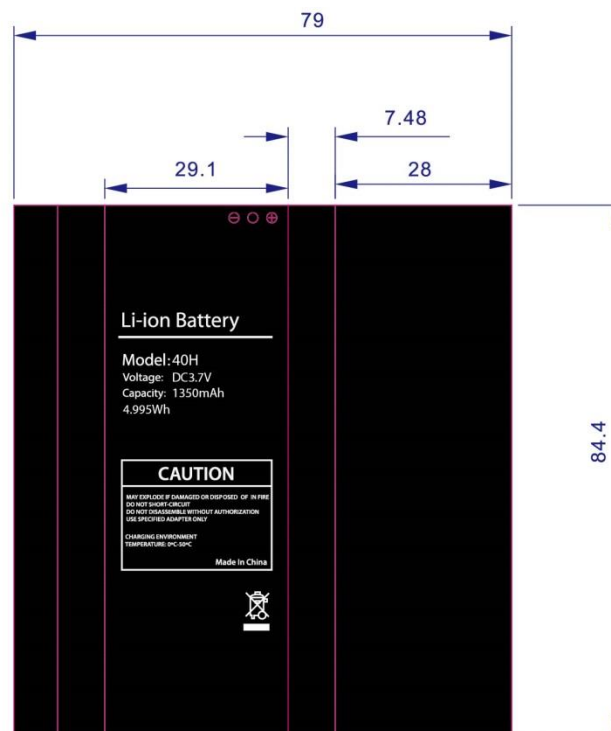 79
7.48
29.1
28
84.4
⊖ ○ ⊕
Li-ion Battery
Model:40H
Voltage: DC3.7V
Capacity: 1350mAh
4.995Wh
CAUTION
MAY EXPLODE IF DAMAGED OR DISPOSED OF IN FIRE
DO NOT SHORT-CIRCUIT
DO NOT DISASSEMBLE WITHOUT AUTHORIZATION
USE SPECIFIED ADAPTER ONLY
CHARGING ENVIRONMENT
TEMPERATURE: 0ºC-50ºC
Made In China